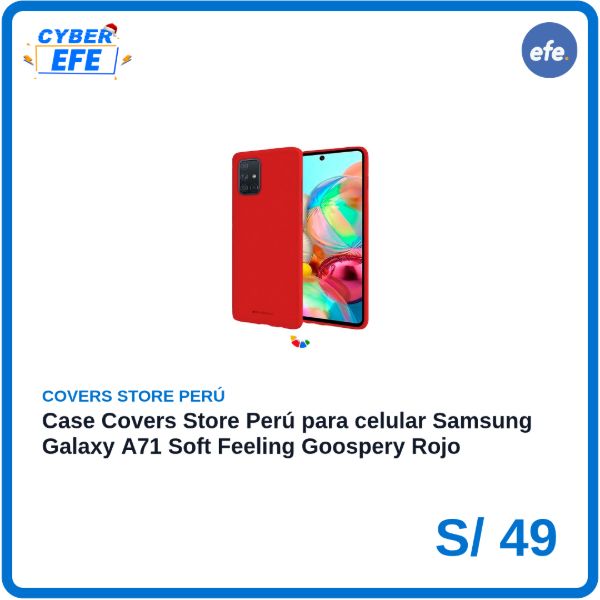 CYBER
EFE
efe.
COVERS STORE PERÚ
Case Covers Store Perú para celular Samsung
Galaxy A71 Soft Feeling Goospery Rojo
S/ 49